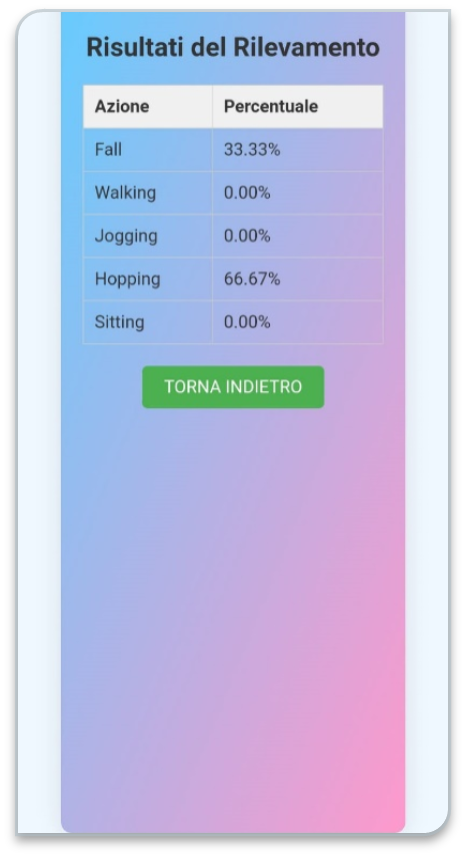 Risultati del Rilevamento
Azione Percentuale
Fall 33.33%
Walking 0.00%
Jogging 0.00%
Hopping 66.67%
Sitting 0.00%
TORNA INDIETRO